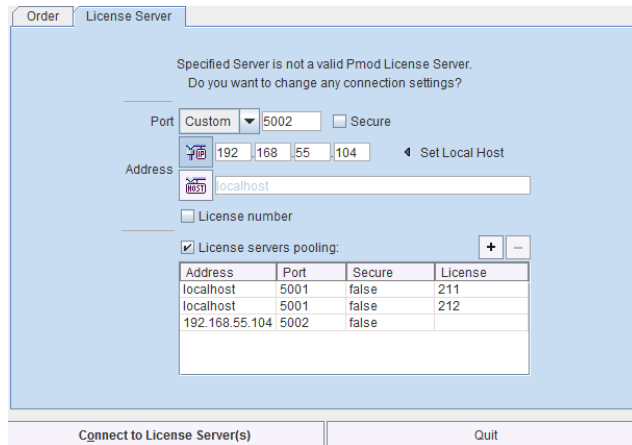 Order License Server
Specified Server is not a valid Pmod License Server.
Do you want to change any connection settings?
Port Custom 5002 Secure
IP 192 .168 .55 .104 Set Local Host
Address
HOST localhost
License number
License servers pooling: + −
Address Port Secure License
localhost 5001 false 211
localhost 5001 false 212
192.168.55.104 5002 false
Connect to License Server(s) Quit